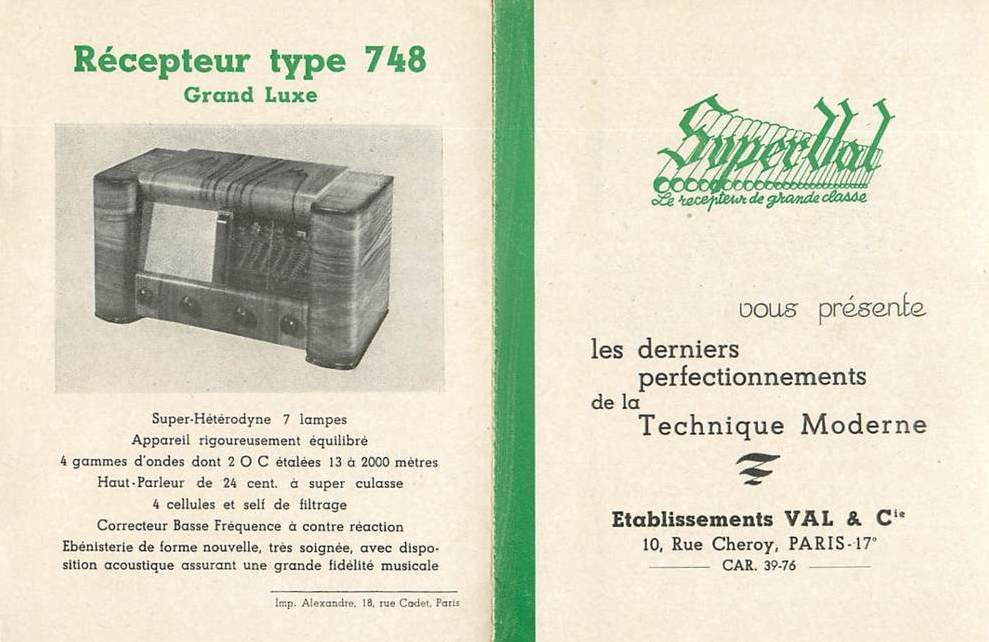 Récepteur type 748
Grand Luxe
Super-Hétérodyne 7 lampes
Appareil rigoureusement équilibré
4 gammes d'ondes dont 2 O C étalées 13 à 2000 mètres
Haut-Parleur de 24 cent. à super culasse
4 cellules et self de filtrage
Correcteur Basse Fréquence à contre réaction
Ebénisterie de forme nouvelle, très soignée, avec dispo-
sition acoustique assurant une grande fidélité musicale
Imp. Alexandre, 18, rue Cadet, Paris
SuperVal
Le recepteur de grande classe
vous présente
les derniers
perfectionnements
de la
Technique Moderne
Etablissements VAL & Cie
10, Rue Cheroy, PARIS-17°
CAR. 39-76